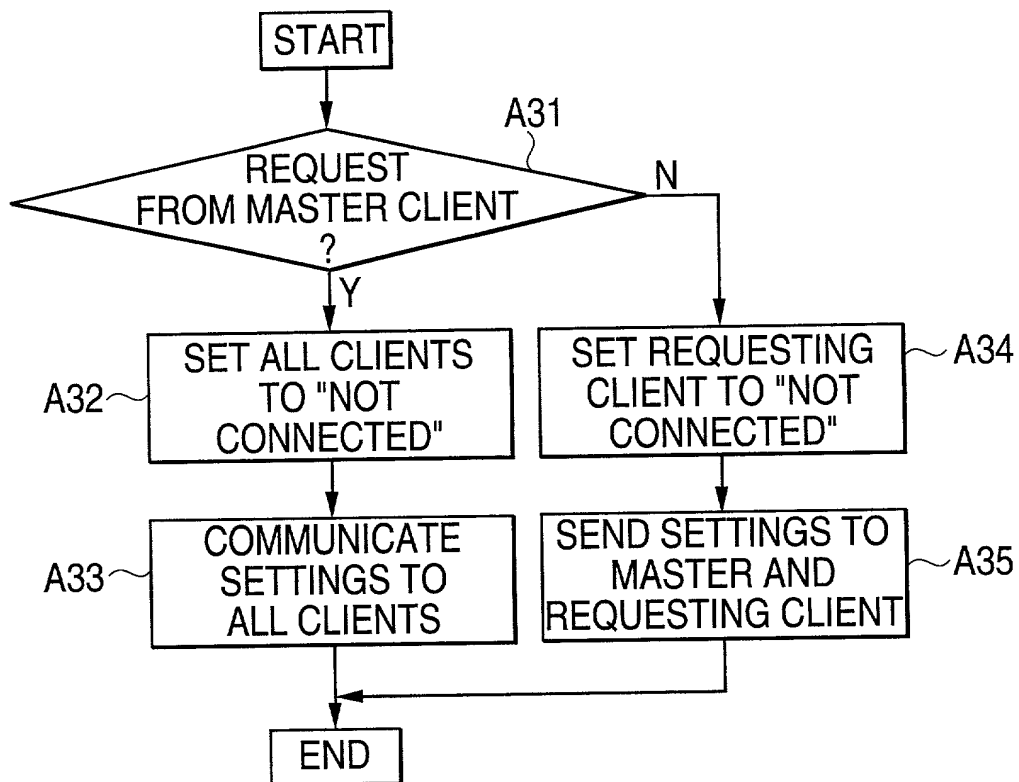 START
A31
REQUEST
FROM MASTER CLIENT
?
N
Y
SET ALL CLIENTS
TO "NOT
CONNECTED"
A32
SET REQUESTING
CLIENT TO "NOT
CONNECTED"
A34
COMMUNICATE
SETTINGS TO
ALL CLIENTS
A33
SEND SETTINGS TO
MASTER AND
REQUESTING CLIENT
A35
END